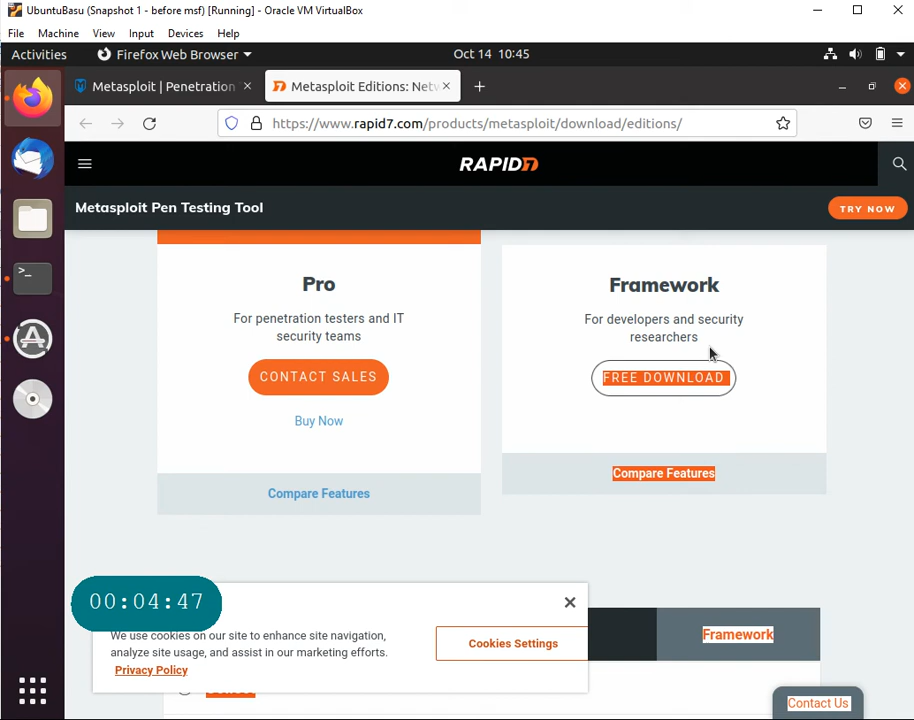 UbuntuBasu (Snapshot 1 - before msf) [Running] - Oracle VM VirtualBox
File Machine View Input Devices Help
Activities Firefox Web Browser Oct 14 10:45
Metasploit | Penetration Metasploit Editions: Netw
https://www.rapid7.com/products/metasploit/download/editions/
RAPID7
Metasploit Pen Testing Tool TRY NOW
Pro
For penetration testers and IT
security teams
CONTACT SALES
Buy Now
Compare Features
Framework
For developers and security
researchers
FREE DOWNLOAD
Compare Features
00:04:47
We use cookies on our site to enhance site navigation,
analyze site usage, and assist in our marketing efforts.
Privacy Policy
Cookies Settings
Framework
Contact Us